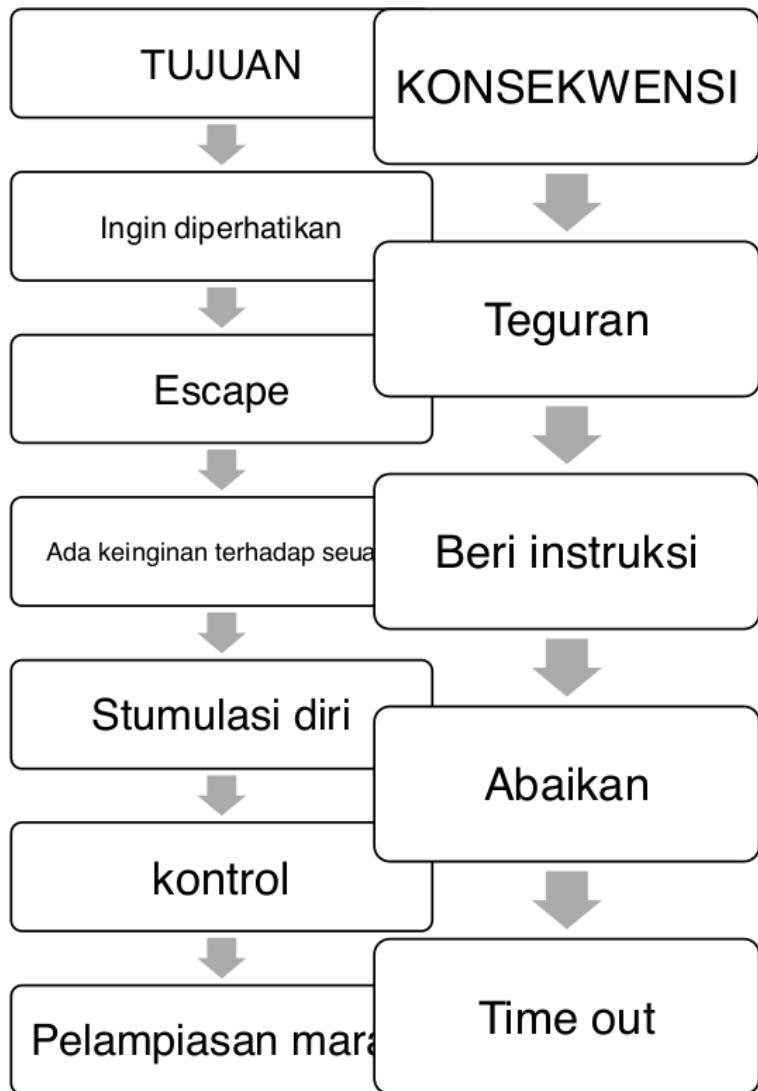 TUJUAN
Ingin diperhatikan
Escape
Ada keinginan terhadap
Stumulasi diri
kontrol
Pelampiasan
KONSEKWENSI
Teguran
Beri instruksi
Abaikan
Time out